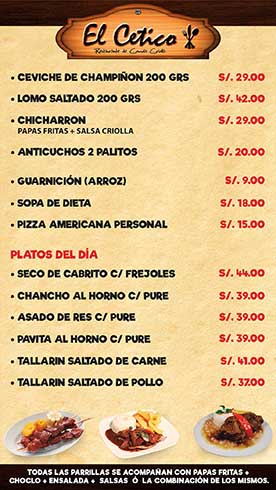 El Cetico
Restaurante de Comida Criolla
• CEVICHE DE CHAMPIÑON 200 GRS S/. 29.00
• LOMO SALTADO 200 GRS S/. 42.00
• CHICHARRON S/. 29.00
PAPAS FRITAS + SALSA CRIOLLA
• ANTICUCHOS 2 PALITOS S/. 20.00
• GUARNICIÓN (ARROZ) S/. 9.00
• SOPA DE DIETA S/. 18.00
• PIZZA AMERICANA PERSONAL S/. 15.00
PLATOS DEL DÍA
• SECO DE CABRITO C/ FREJOLES S/. 44.00
• CHANCHO AL HORNO C/ PURE S/. 39.00
• ASADO DE RES C/ PURE S/. 39.00
• PAVITA AL HORNO C/ PURE S/. 39.00
• TALLARIN SALTADO DE CARNE S/. 41.00
• TALLARIN SALTADO DE POLLO S/. 37.00
TODAS LAS PARRILLAS SE ACOMPAÑAN CON PAPAS FRITAS +
CHOCLO + ENSALADA + SALSAS Ó LA COMBINACIÓN DE LOS MISMOS.